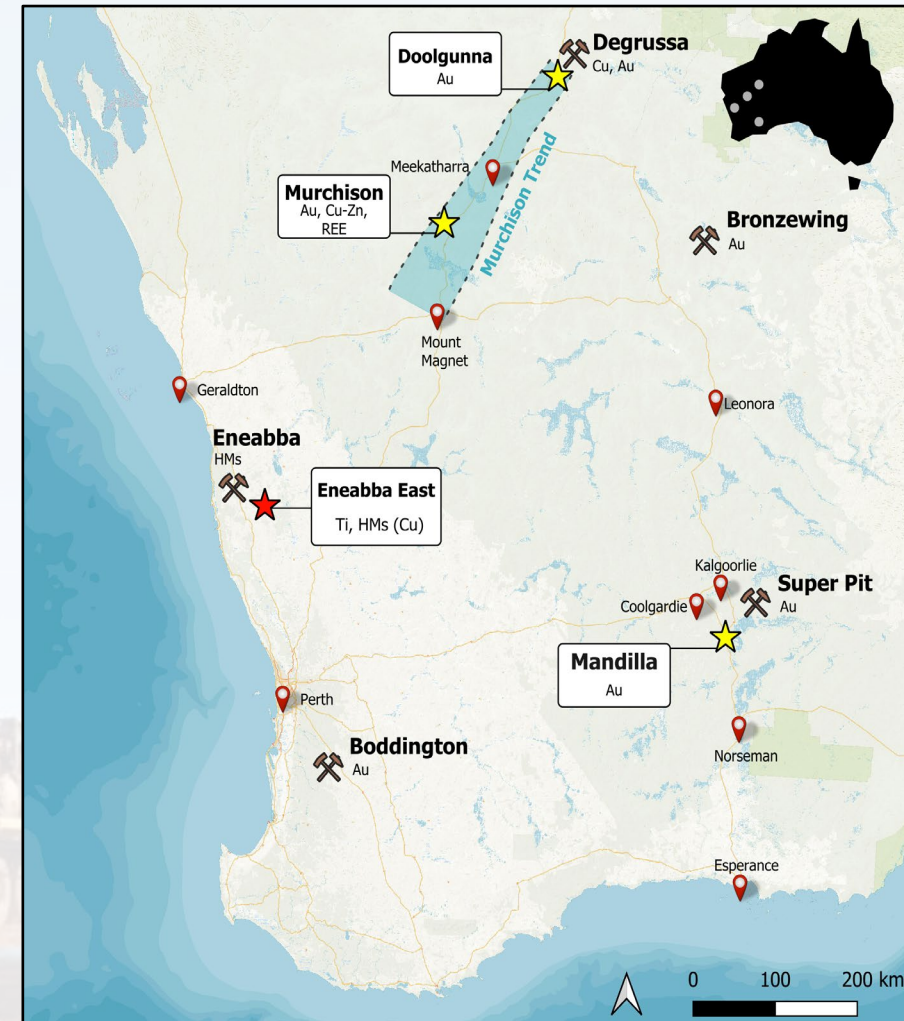 Doolgunna
Au
Degrussa
Cu, Au
Meekatharra
Murchison
Au, Cu-Zn,
REE
Murchison Trend
Bronzewing
Au
Mount
Magnet
Geraldton
Leonora
Eneabba
HMs
Eneabba East
Ti, HMs (Cu)
Kalgoorlie
Coolgardie
Super Pit
Au
Mandilla
Au
Perth
Norseman
Boddington
Au
Esperance
0 100 200 km